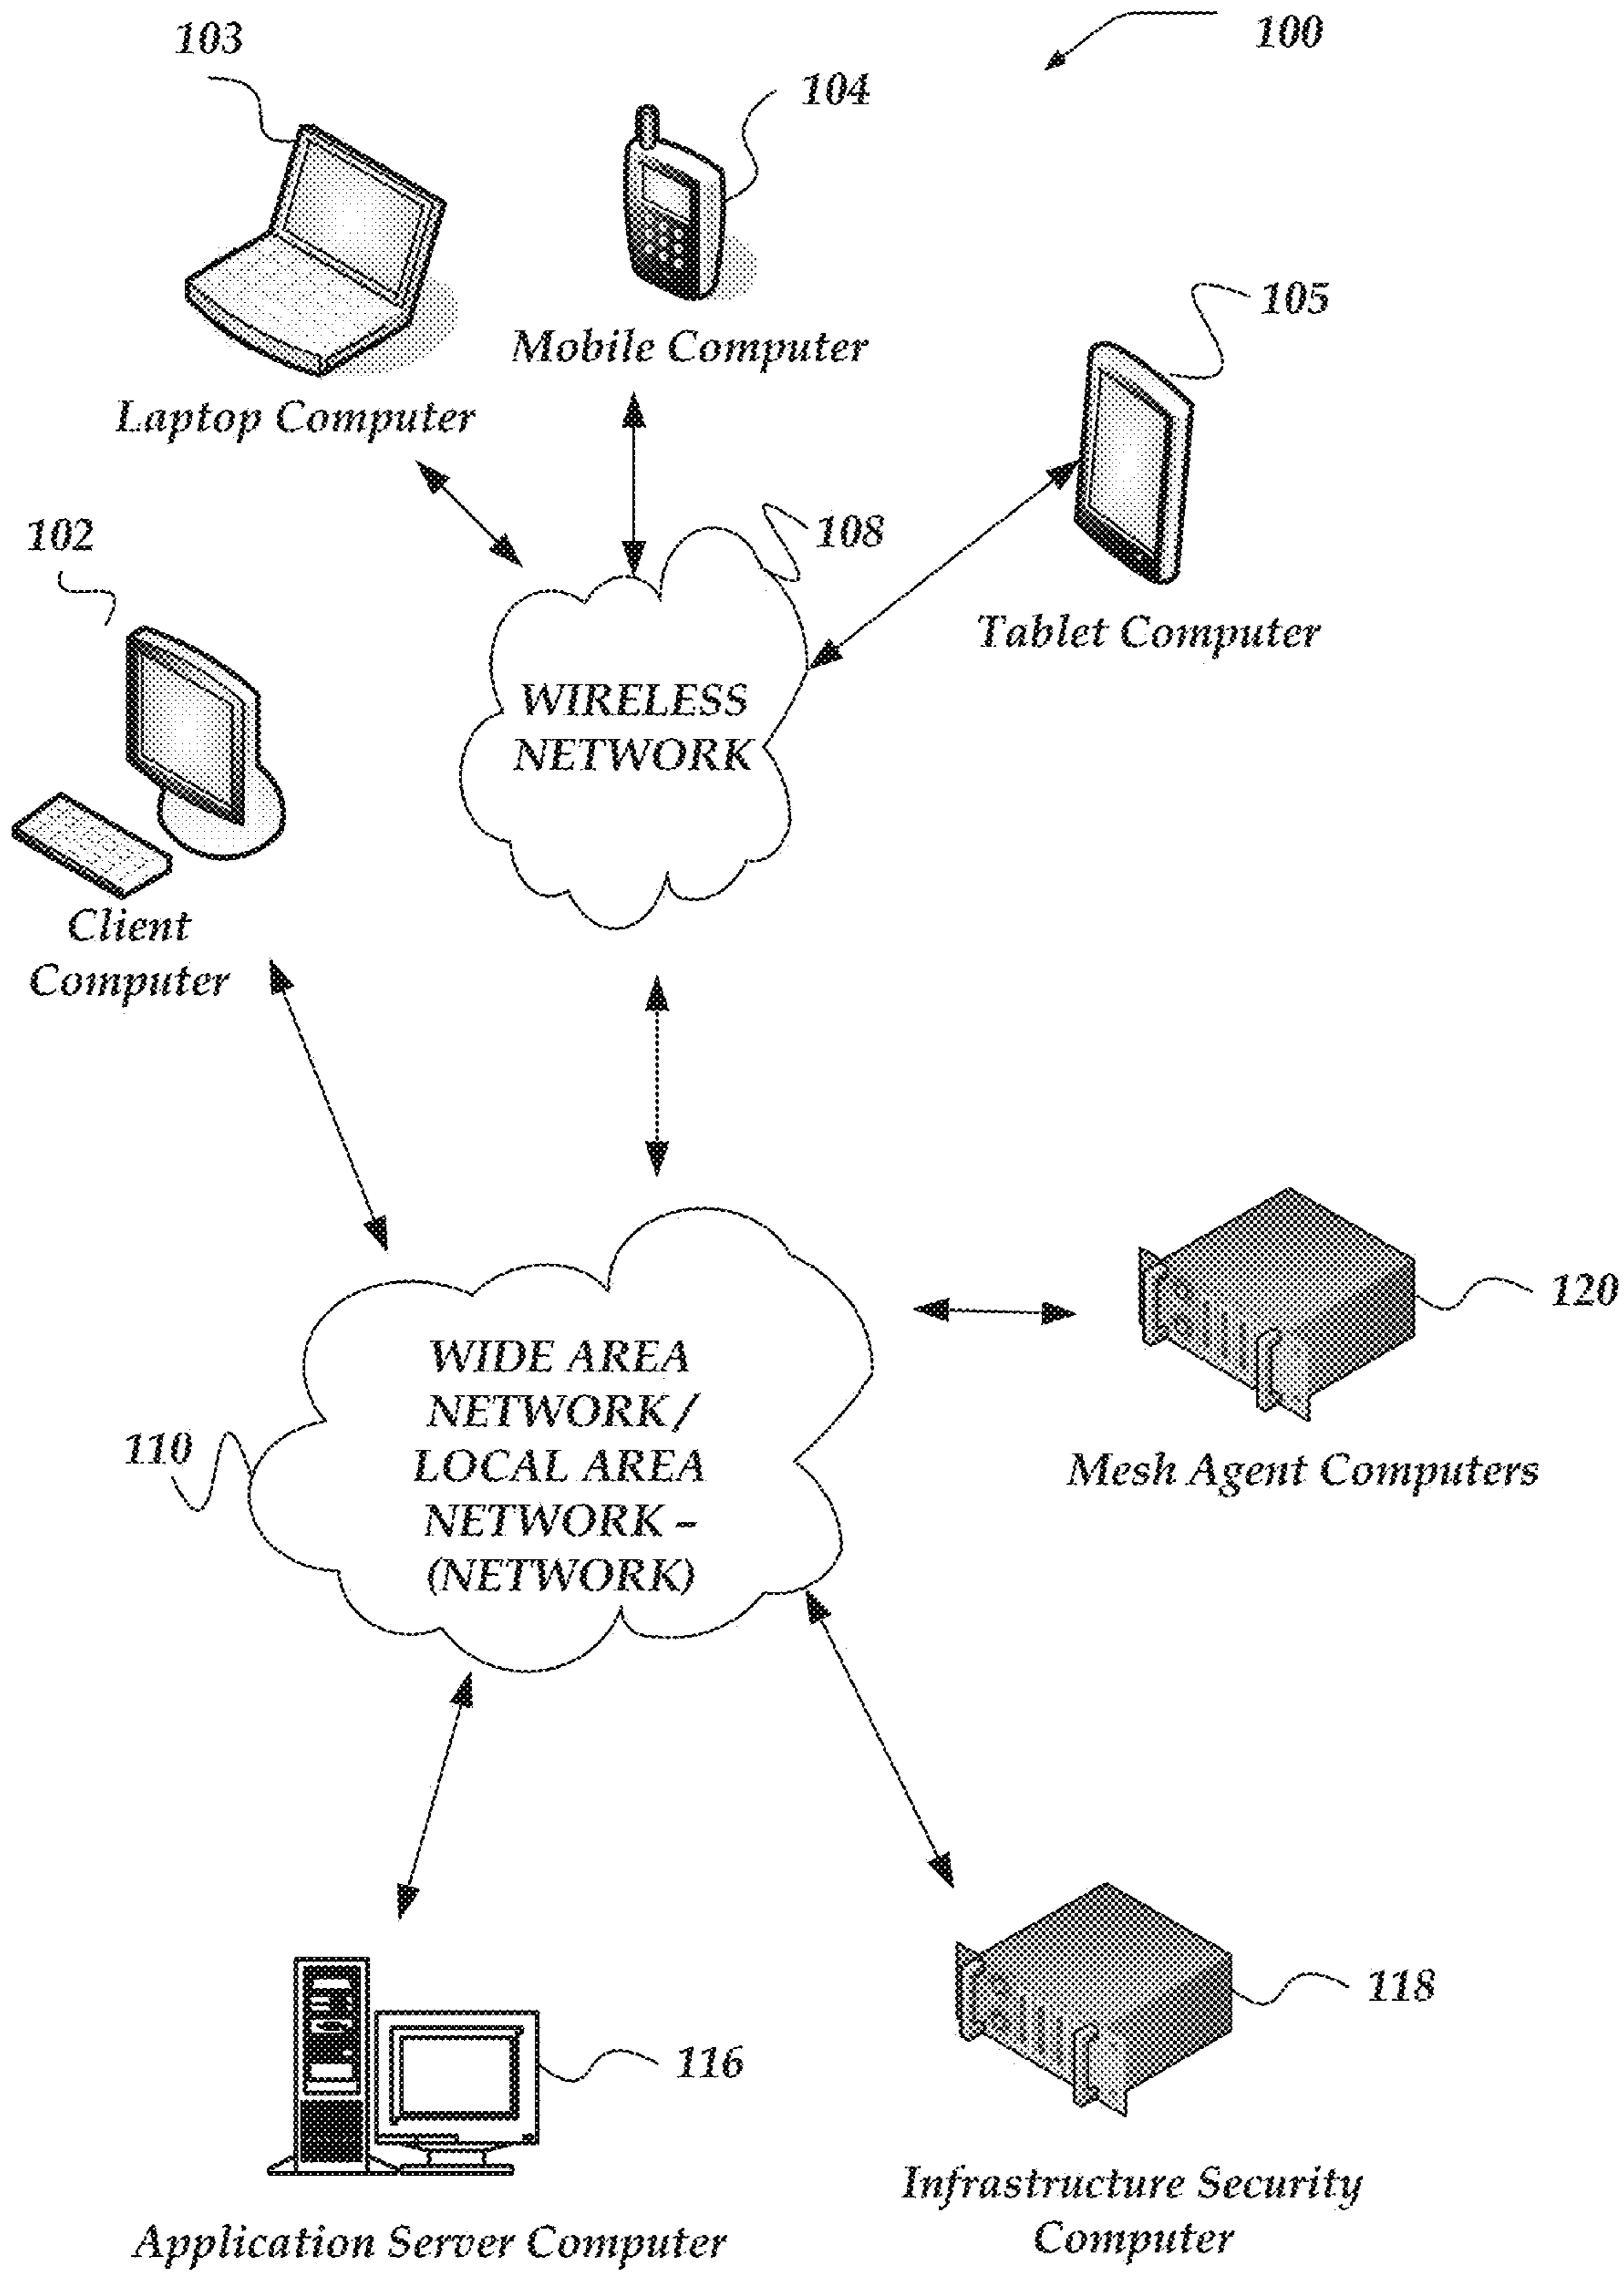 103
100
104
105
Mobile Computer
Laptop Computer
102
108
Tablet Computer
WIRELESS
NETWORK
Client
Computer
120
WIDE AREA
NETWORK /
LOCAL AREA
NETWORK –
(NETWORK)
110
Mesh Agent Computers
118
116
Infrastructure Security
Computer
Application Server Computer